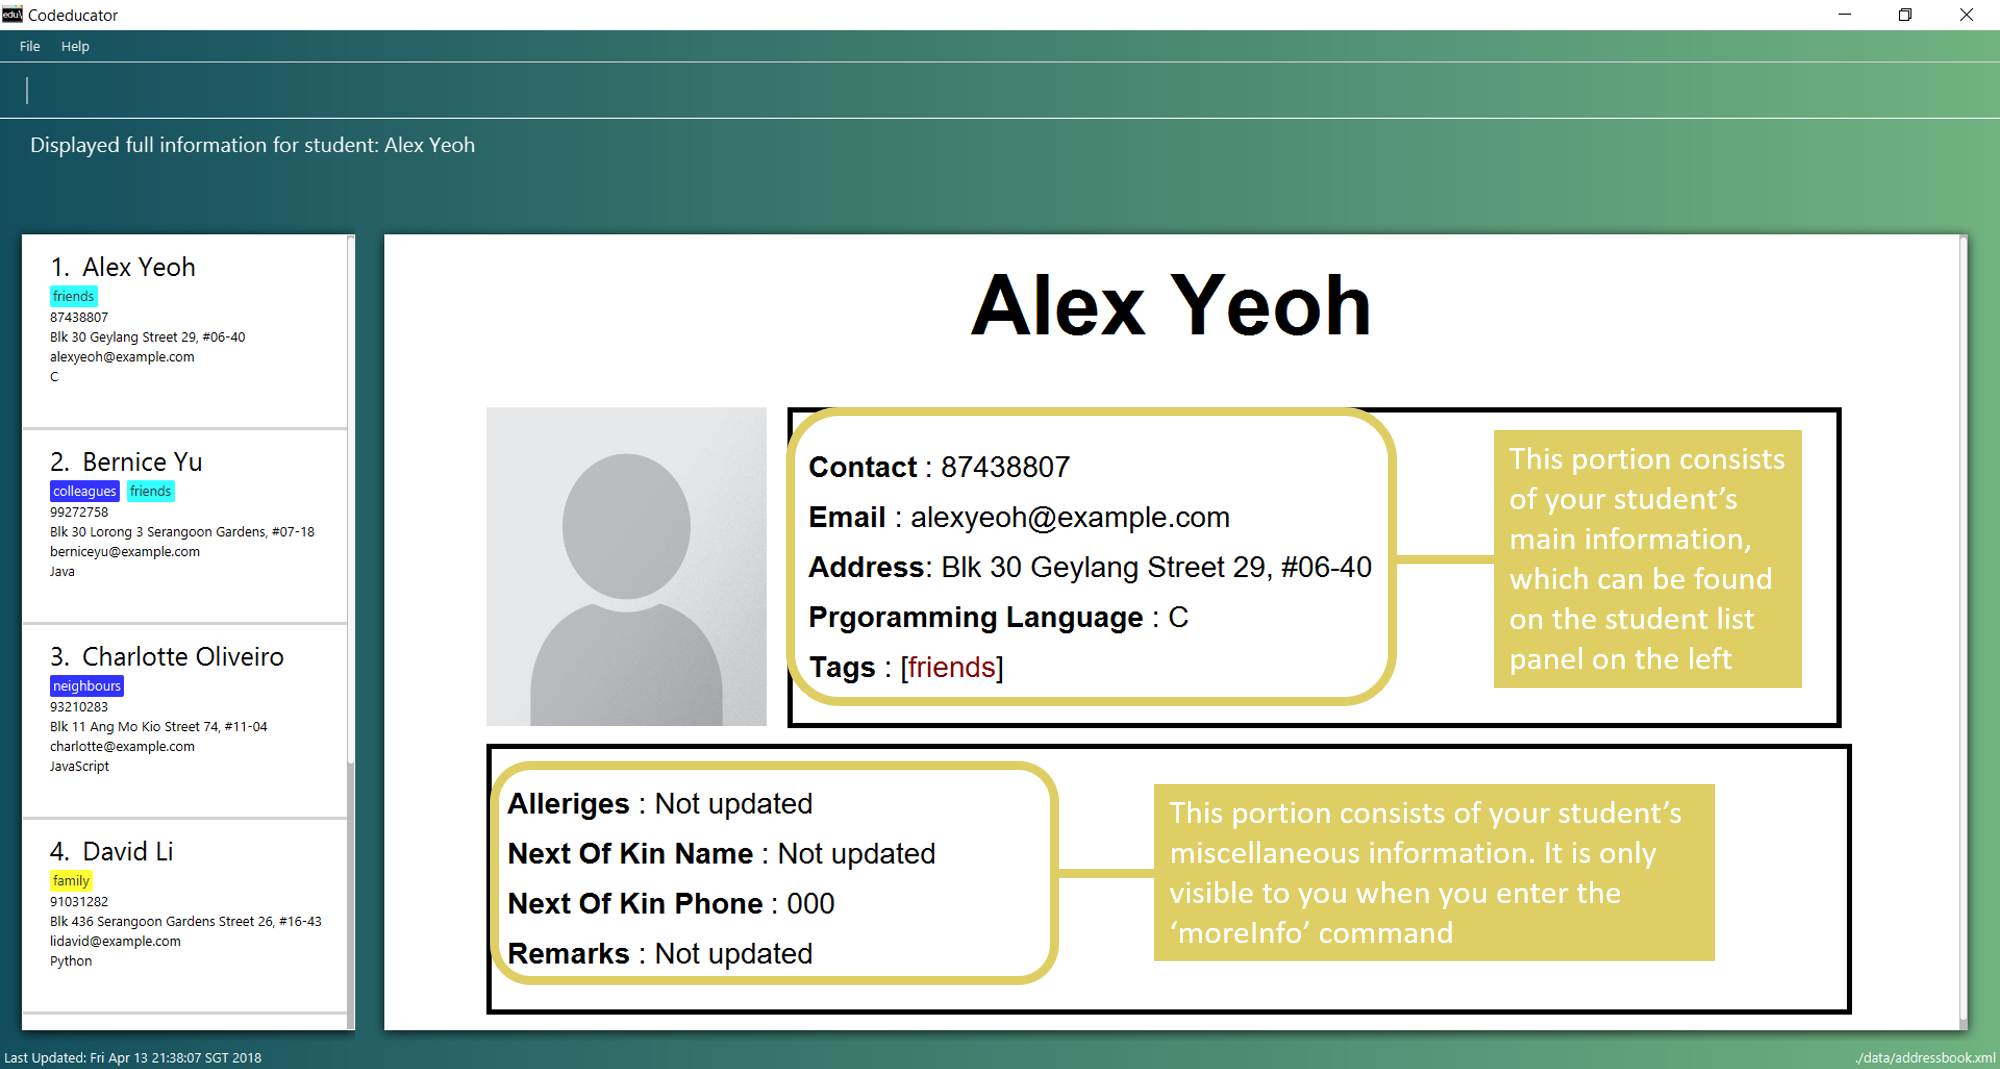 edu\
Codeducator
File Help
Displayed full information for student: Alex Yeoh
1. Alex Yeoh
friends
87438807
Blk 30 Geylang Street 29, #06-40
alexyeoh@example.com
C
2. Bernice Yu
colleagues friends
99272758
Blk 30 Lorong 3 Serangoon Gardens, #07-18
berniceyu@example.com
Java
3. Charlotte Oliveiro
neighbours
93210283
Blk 11 Ang Mo Kio Street 74, #11-04
charlotte@example.com
JavaScript
4. David Li
family
91031282
Blk 436 Serangoon Gardens Street 26, #16-43
lidavid@example.com
Python
Alex Yeoh
Contact : 87438807
Email : alexyeoh@example.com
Address: Blk 30 Geylang Street 29, #06-40
Prgoramming Language : C
Tags : [friends]
This portion consists
of your student’s
main information,
which can be found
on the student list
panel on the left
Alleriges : Not updated
Next Of Kin Name : Not updated
Next Of Kin Phone : 000
Remarks : Not updated
This portion consists of your student’s
miscellaneous information. It is only
visible to you when you enter the
‘moreInfo’ command
Last Updated: Fri Apr 13 21:38:07 SGT 2018
./data/addressbook.xml